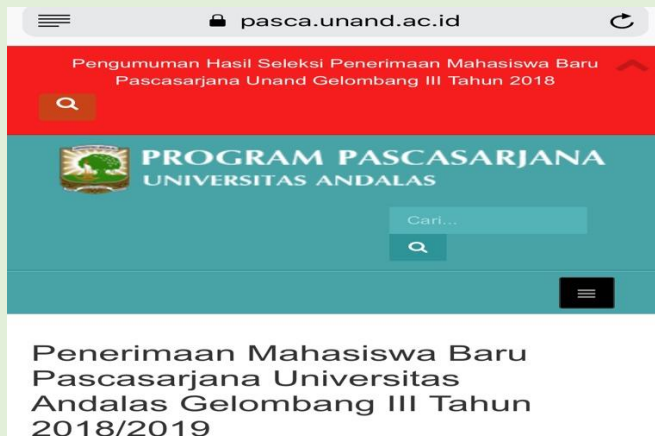 pasca.unand.ac.id
Pengumuman Hasil Seleksi Penerimaan Mahasiswa Baru
Pascasarjana Unand Gelombang III Tahun 2018
PROGRAM PASCASARJANA
UNIVERSITAS ANDALAS
Cari...
Penerimaan Mahasiswa Baru
Pascasarjana Universitas
Andalas Gelombang III Tahun
2018/2019